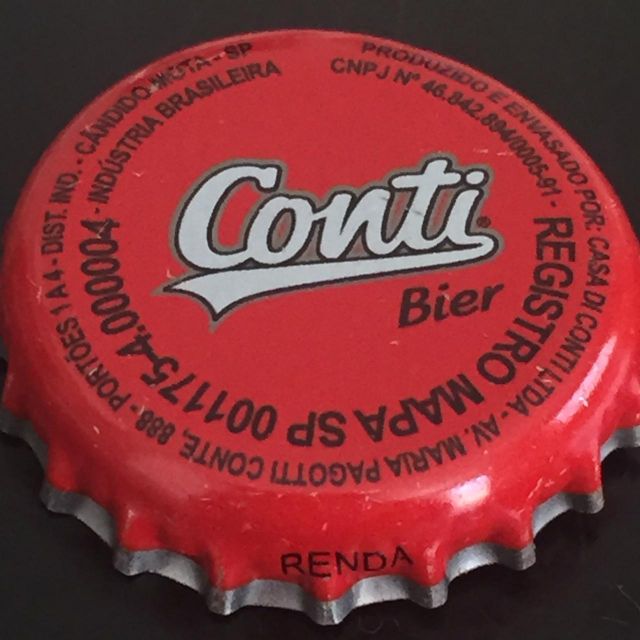 Conti®
Bier
PRODUZIDO E ENVASADO POR: CASA DI CONTI LTDA. - AV. MARIA PAGOTTI CONTE, 888 - PORTÕES 1 A 4 - DIST. IND. - CÂNDIDO MOTA - SP
CNPJ Nº 46.842.894/0005-91 - REGISTRO MAPA SP 001175-4.000004 - INDÚSTRIA BRASILEIRA
RENDA